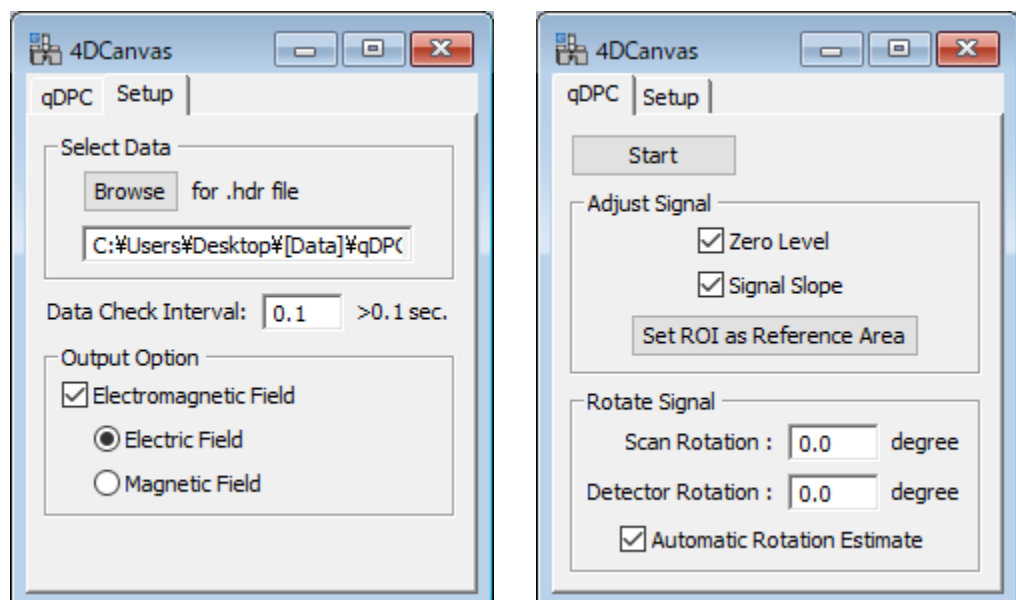 4DCanvas
qDPC Setup
Select Data
Browse for .hdr file
C:¥Users¥Desktop¥[Data]¥qDPC
Data Check Interval: 0.1 >0.1 sec.
Output Option
Electromagnetic Field
Electric Field
Magnetic Field
4DCanvas
qDPC Setup
Start
Adjust Signal
Zero Level
Signal Slope
Set ROI as Reference Area
Rotate Signal
Scan Rotation : 0.0 degree
Detector Rotation : 0.0 degree
Automatic Rotation Estimate